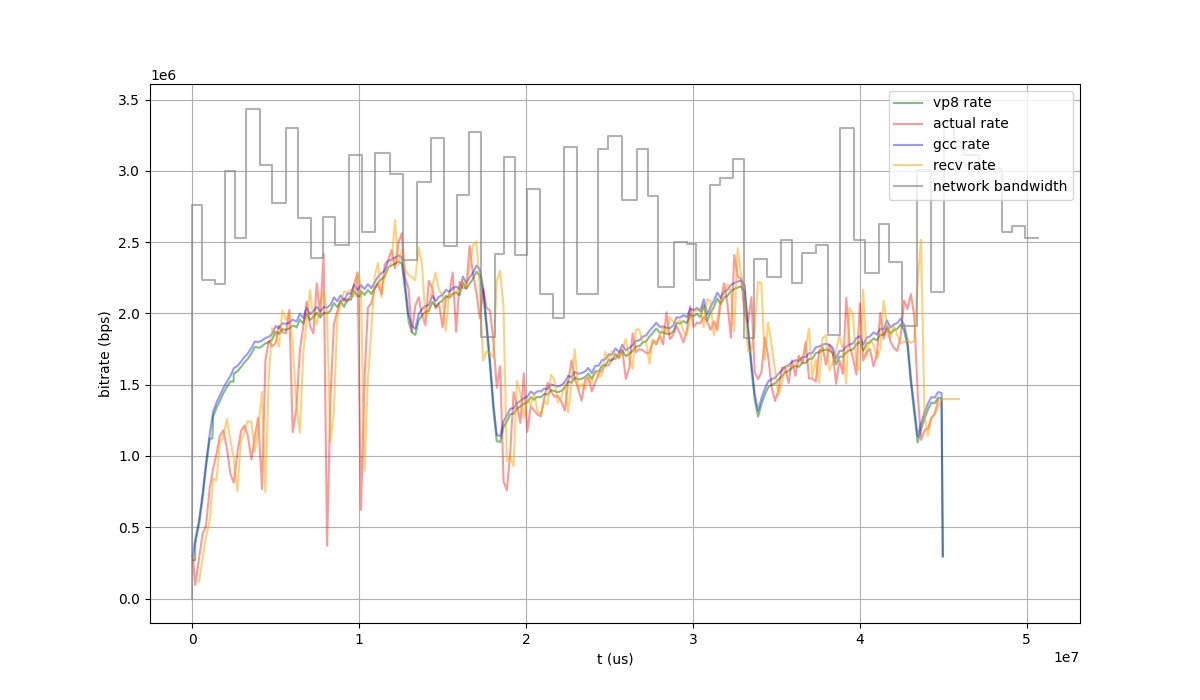 1e6
3.5
3.0
2.5
2.0
1.5
1.0
0.5
0.0
bitrate (bps)
vp8 rate
actual rate
gcc rate
recv rate
network bandwidth
0 1 2 3 4 5
t (us)
1e7